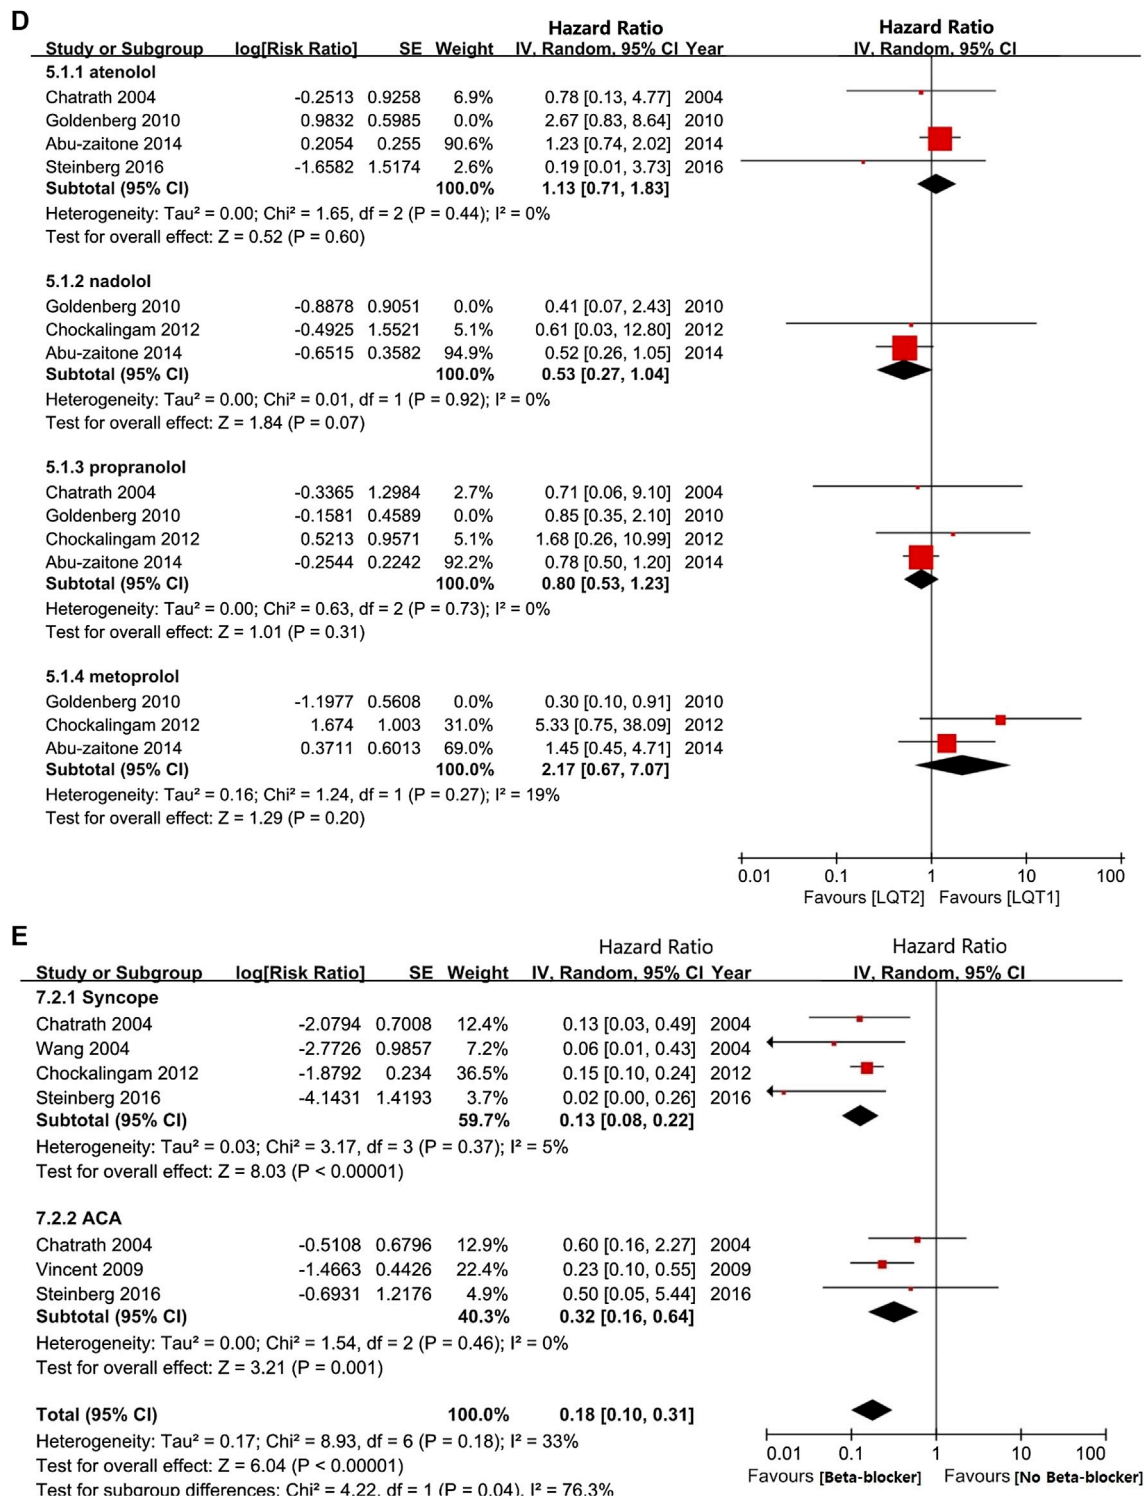 D
Hazard Ratio Hazard Ratio
Study or Subgroup log[Risk Ratio] SE Weight IV, Random, 95% CI Year IV, Random, 95% CI
5.1.1 atenolol
Chatrath 2004 -0.2513 0.9258 6.9% 0.78 [0.13, 4.77] 2004
Goldenberg 2010 0.9832 0.5985 0.0% 2.67 [0.83, 8.64] 2010
Abu-zaitone 2014 0.2054 0.255 90.6% 1.23 [0.74, 2.02] 2014
Steinberg 2016 -1.6582 1.5174 2.6% 0.19 [0.01, 3.73] 2016
Subtotal (95% CI) 100.0% 1.13 [0.71, 1.83]
Heterogeneity: Tau² = 0.00; Chi² = 1.65, df = 2 (P = 0.44); I² = 0%
Test for overall effect: Z = 0.52 (P = 0.60)
5.1.2 nadolol
Goldenberg 2010 -0.8878 0.9051 0.0% 0.41 [0.07, 2.43] 2010
Chockalingam 2012 -0.4925 1.5521 5.1% 0.61 [0.03, 12.80] 2012
Abu-zaitone 2014 -0.6515 0.3582 94.9% 0.52 [0.26, 1.05] 2014
Subtotal (95% CI) 100.0% 0.53 [0.27, 1.04]
Heterogeneity: Tau² = 0.00; Chi² = 0.01, df = 1 (P = 0.92); I² = 0%
Test for overall effect: Z = 1.84 (P = 0.07)
5.1.3 propranolol
Chatrath 2004 -0.3365 1.2984 2.7% 0.71 [0.06, 9.10] 2004
Goldenberg 2010 -0.1581 0.4589 0.0% 0.85 [0.35, 2.10] 2010
Chockalingam 2012 0.5213 0.9571 5.1% 1.68 [0.26, 10.99] 2012
Abu-zaitone 2014 -0.2544 0.2242 92.2% 0.78 [0.50, 1.20] 2014
Subtotal (95% CI) 100.0% 0.80 [0.53, 1.23]
Heterogeneity: Tau² = 0.00; Chi² = 0.63, df = 2 (P = 0.73); I² = 0%
Test for overall effect: Z = 1.01 (P = 0.31)
5.1.4 metoprolol
Goldenberg 2010 -1.1977 0.5608 0.0% 0.30 [0.10, 0.91] 2010
Chockalingam 2012 1.674 1.003 31.0% 5.33 [0.75, 38.09] 2012
Abu-zaitone 2014 0.3711 0.6013 69.0% 1.45 [0.45, 4.71] 2014
Subtotal (95% CI) 100.0% 2.17 [0.67, 7.07]
Heterogeneity: Tau² = 0.16; Chi² = 1.24, df = 1 (P = 0.27); I² = 19%
Test for overall effect: Z = 1.29 (P = 0.20)
0.01 0.1 1 10 100
Favours [LQT2] Favours [LQT1]
E
Hazard Ratio Hazard Ratio
Study or Subgroup log[Risk Ratio] SE Weight IV, Random, 95% CI Year IV, Random, 95% CI
7.2.1 Syncope
Chatrath 2004 -2.0794 0.7008 12.4% 0.13 [0.03, 0.49] 2004
Wang 2004 -2.7726 0.9857 7.2% 0.06 [0.01, 0.43] 2004
Chockalingam 2012 -1.8792 0.234 36.5% 0.15 [0.10, 0.24] 2012
Steinberg 2016 -4.1431 1.4193 3.7% 0.02 [0.00, 0.26] 2016
Subtotal (95% CI) 59.7% 0.13 [0.08, 0.22]
Heterogeneity: Tau² = 0.03; Chi² = 3.17, df = 3 (P = 0.37); I² = 5%
Test for overall effect: Z = 8.03 (P < 0.00001)
7.2.2 ACA
Chatrath 2004 -0.5108 0.6796 12.9% 0.60 [0.16, 2.27] 2004
Vincent 2009 -1.4663 0.4426 22.4% 0.23 [0.10, 0.55] 2009
Steinberg 2016 -0.6931 1.2176 4.9% 0.50 [0.05, 5.44] 2016
Subtotal (95% CI) 40.3% 0.32 [0.16, 0.64]
Heterogeneity: Tau² = 0.00; Chi² = 1.54, df = 2 (P = 0.46); I² = 0%
Test for overall effect: Z = 3.21 (P = 0.001)
Total (95% CI) 100.0% 0.18 [0.10, 0.31]
Heterogeneity: Tau² = 0.17; Chi² = 8.93, df = 6 (P = 0.18); I² = 33%
Test for overall effect: Z = 6.04 (P < 0.00001)
Test for subgroup differences: Chi² = 4.22, df = 1 (P = 0.04), I² = 76.3%
0.01 0.1 1 10 100
Favours [Beta-blocker] Favours [No Beta-blocker]